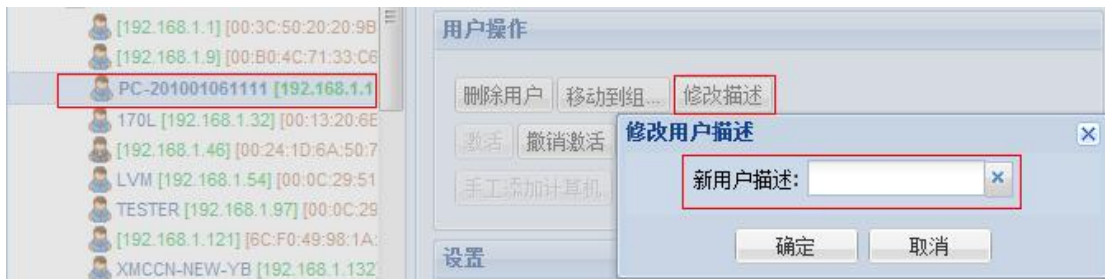 [192.168.1.1] [00:3C:50:20:20:9B
[192.168.1.9] [00:B0:4C:71:33:C6
PC-201001061111 [192.168.1.1
170L [192.168.1.32] [00:13:20:6E
[192.168.1.46] [00:24:1D:6A:50:7
LVM [192.168.1.54] [00:0C:29:51
TESTER [192.168.1.97] [00:0C:29
[192.168.1.121] [6C:F0:49:98:1A:
XMCCN-NEW-YB [192.168.1.132
用户操作
删除用户 移动到组... 修改描述
激活 撤销激活
手工添加计算机
设置
修改用户描述
新用户描述:
确定 取消